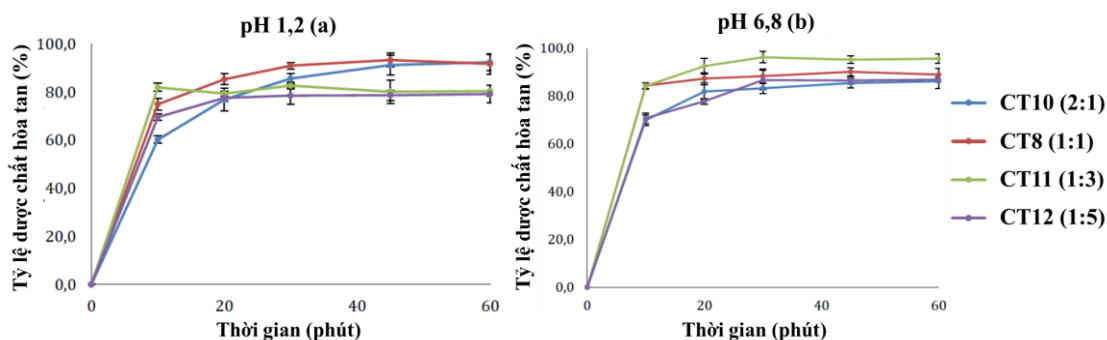 pH 1,2 (a)
Tỷ lệ dược chất hòa tan (%)
100,0
80,0
60,0
40,0
20,0
0,0
0
20
40
60
Thời gian (phút)
pH 6,8 (b)
Tỷ lệ dược chất hòa tan (%)
100,0
80,0
60,0
40,0
20,0
0,0
0
20
40
60
Thời gian (phút)
CT10 (2:1)
CT8 (1:1)
CT11 (1:3)
CT12 (1:5)